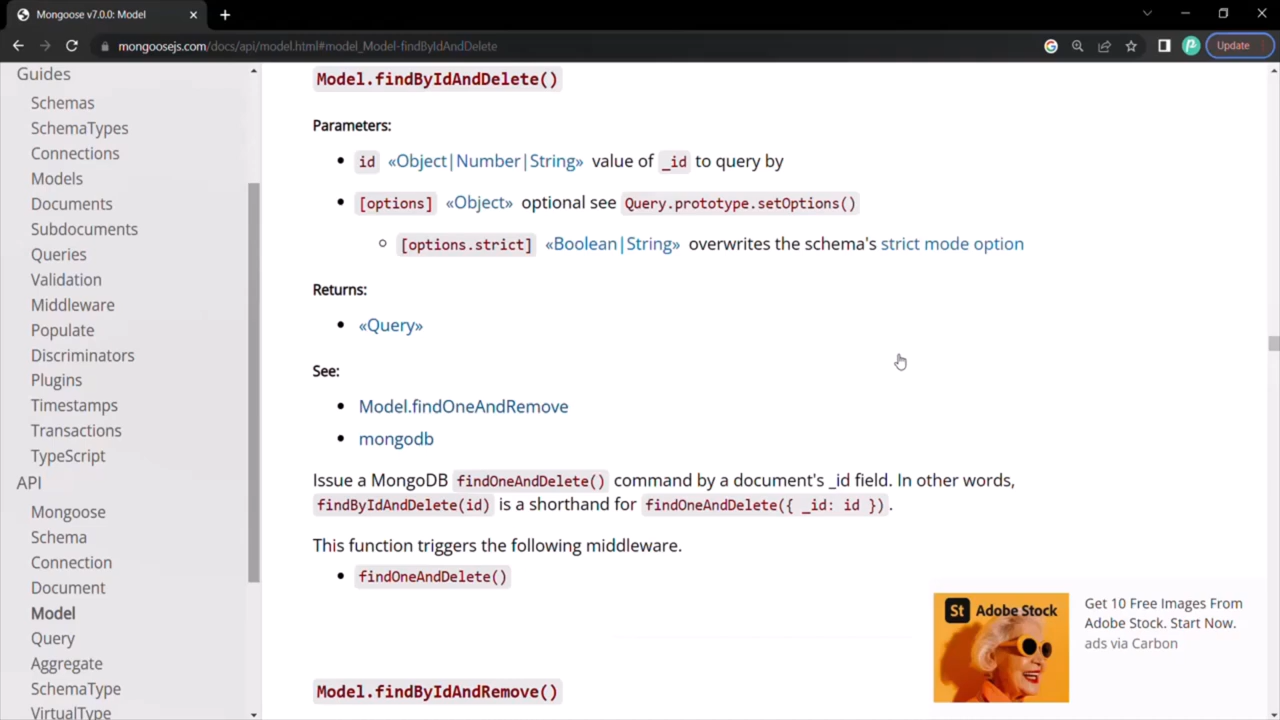 Mongoose v7.0.0: Model
mongoosejs.com/docs/api/model.html#model_Model-findByIdAndDelete
Update
Guides
Schemas
SchemaTypes
Connections
Models
Documents
Subdocuments
Queries
Validation
Middleware
Populate
Discriminators
Plugins
Timestamps
Transactions
TypeScript
API
Mongoose
Schema
Connection
Document
Model
Query
Aggregate
SchemaType
VirtualType
Model.findByIdAndDelete()
Parameters:
• id «Object|Number|String» value of _id to query by
• [options] «Object» optional see Query.prototype.setOptions()
◦ [options.strict] «Boolean|String» overwrites the schema's strict mode option
Returns:
• «Query»
See:
• Model.findOneAndRemove
• mongodb
Issue a MongoDB findOneAndDelete() command by a document's _id field. In other words,
findByIdAndDelete(id) is a shorthand for findOneAndDelete({ _id: id }).
This function triggers the following middleware.
• findOneAndDelete()
Model.findByIdAndRemove()
St Adobe Stock
Get 10 Free Images From
Adobe Stock. Start Now.
ads via Carbon